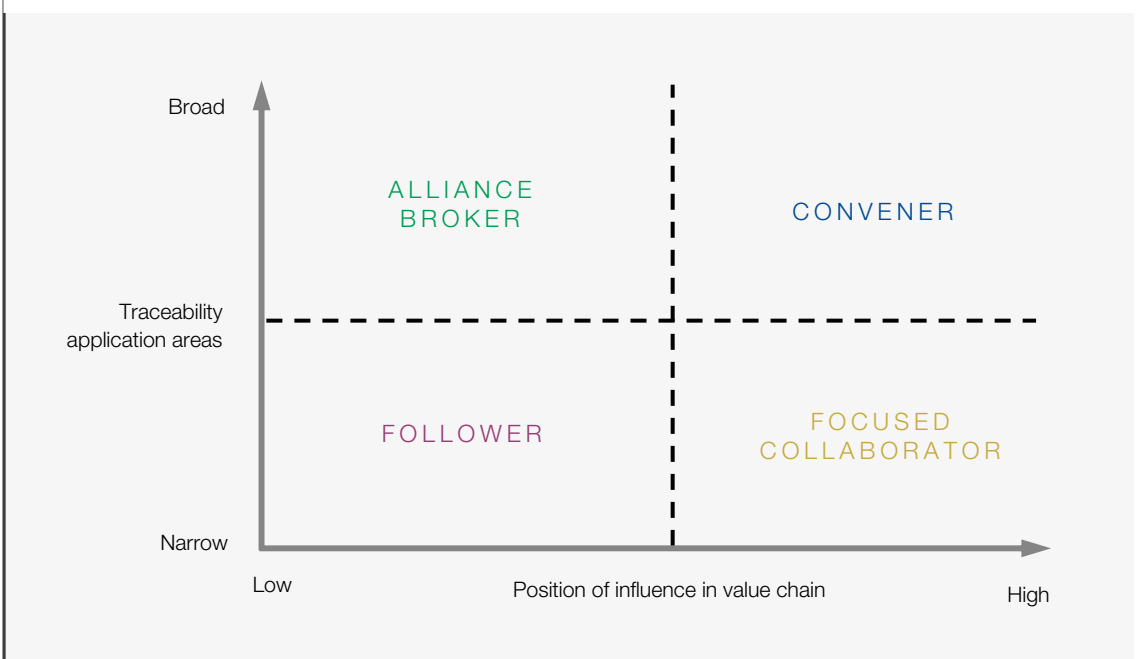 Broad
ALLIANCE
BROKER
CONVENER
Traceability
application areas
FOLLOWER
FOCUSED
COLLABORATOR
Narrow
Low
Position of influence in value chain
High